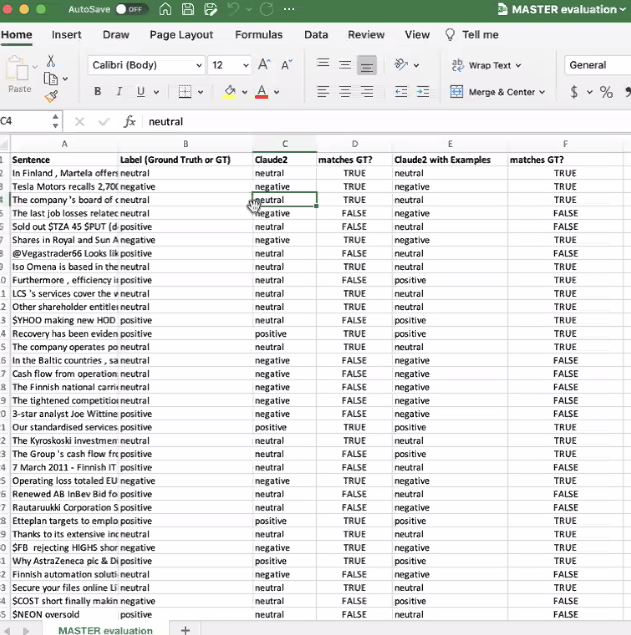 AutoSave OFF ... MASTER evaluation
Home Insert Draw Page Layout Formulas Data Review View Tell me
Paste Calibri (Body) 12 A A Wrap Text General
B I U A Merge & Center $ %
C4 fx neutral
A B C D E F
1 Sentence Label (Ground Truth or GT) Claude2 matches GT? Claude2 with Examples matches GT?
2 In Finland , Martela offers neutral neutral TRUE neutral TRUE
3 Tesla Motors recalls 2,700 negative negative TRUE negative TRUE
4 The company 's board of neutral neutral TRUE neutral TRUE
5 The last job losses related neutral negative FALSE negative FALSE
6 Sold out $TZA 45 $PUT (d positive neutral FALSE neutral FALSE
7 Shares in Royal and Sun A negative negative TRUE negative TRUE
8 @Vegastrader66 Looks lik positive neutral FALSE neutral FALSE
9 Iso Omena is based in the neutral neutral TRUE neutral TRUE
10 Furthermore , efficiency i positive neutral FALSE positive TRUE
11 LCS 's services cover the w neutral neutral TRUE neutral TRUE
12 Other shareholder entitle neutral neutral TRUE neutral TRUE
13 $YHOO making new HOD positive neutral FALSE positive TRUE
14 Recovery has been eviden positive positive TRUE positive TRUE
15 The company operates po neutral neutral TRUE neutral TRUE
16 In the Baltic countries , sa neutral negative FALSE negative FALSE
17 Cash flow from operation neutral negative FALSE negative FALSE
18 The Finnish national carri neutral negative FALSE negative FALSE
19 The tightened competitio neutral negative FALSE negative FALSE
20 3-star analyst Joe Wittine positive negative FALSE negative FALSE
21 Our standardised services positive positive TRUE positive TRUE
22 The Kyroskoski investmen neutral neutral TRUE neutral TRUE
23 The Group 's cash flow fr positive neutral FALSE positive TRUE
24 7 March 2011 - Finnish IT positive neutral FALSE neutral FALSE
25 Operating loss totaled EU negative negative TRUE negative TRUE
26 Renewed AB InBev Bid fo positive neutral FALSE neutral FALSE
27 Rautaruukki Corporation S positive neutral FALSE negative FALSE
28 Etteplan targets to emplo positive positive TRUE positive TRUE
29 Thanks to its extensive in neutral neutral TRUE neutral TRUE
30 $FB rejecting HIGHS shor negative negative TRUE negative TRUE
31 Why AstraZeneca plc & Di positive positive TRUE positive TRUE
32 Finnish automation soluti neutral negative FALSE negative FALSE
33 Secure your files online Li neutral neutral TRUE neutral TRUE
34 $COST short finally makin negative neutral FALSE neutral FALSE
35 $NEON oversold positive neutral FALSE neutral FALSE
MASTER evaluation +